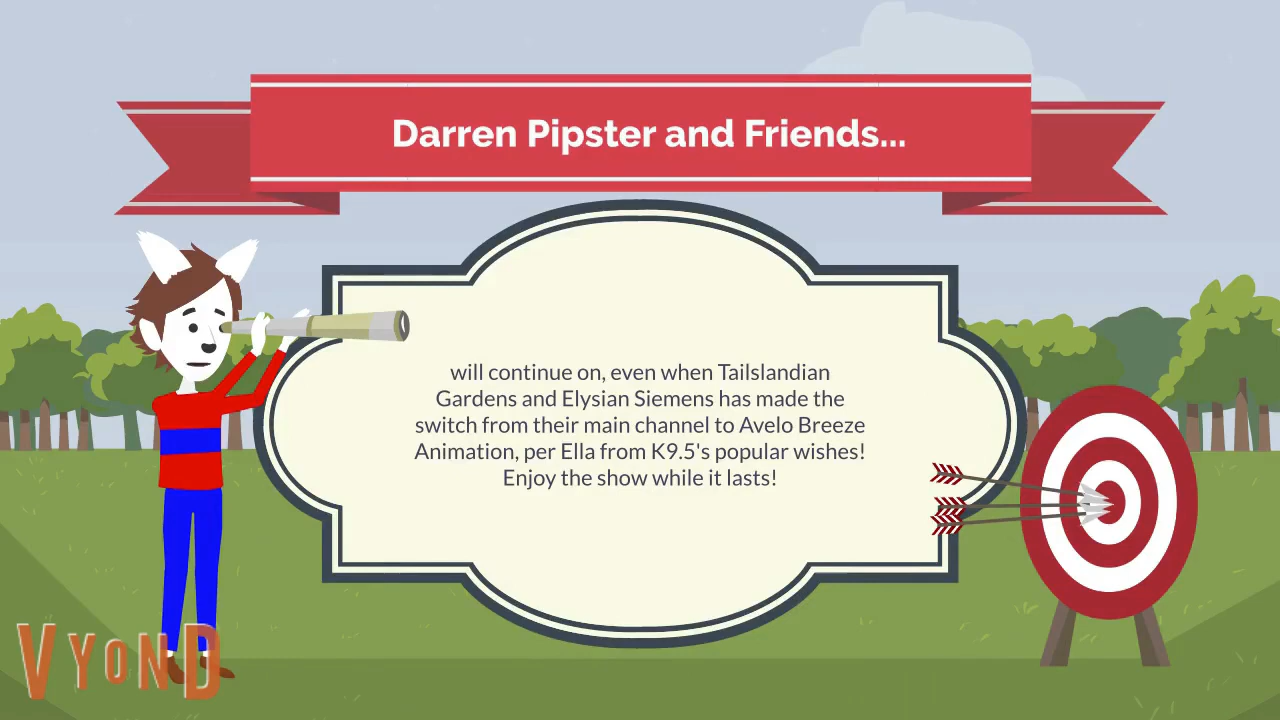 Darren Pipster and Friends...
will continue on, even when Tailslandian
Gardens and Elysian Siemens has made the
switch from their main channel to Avelo Breeze
Animation, per Ella from K9.5's popular wishes!
Enjoy the show while it lasts!
VYOND